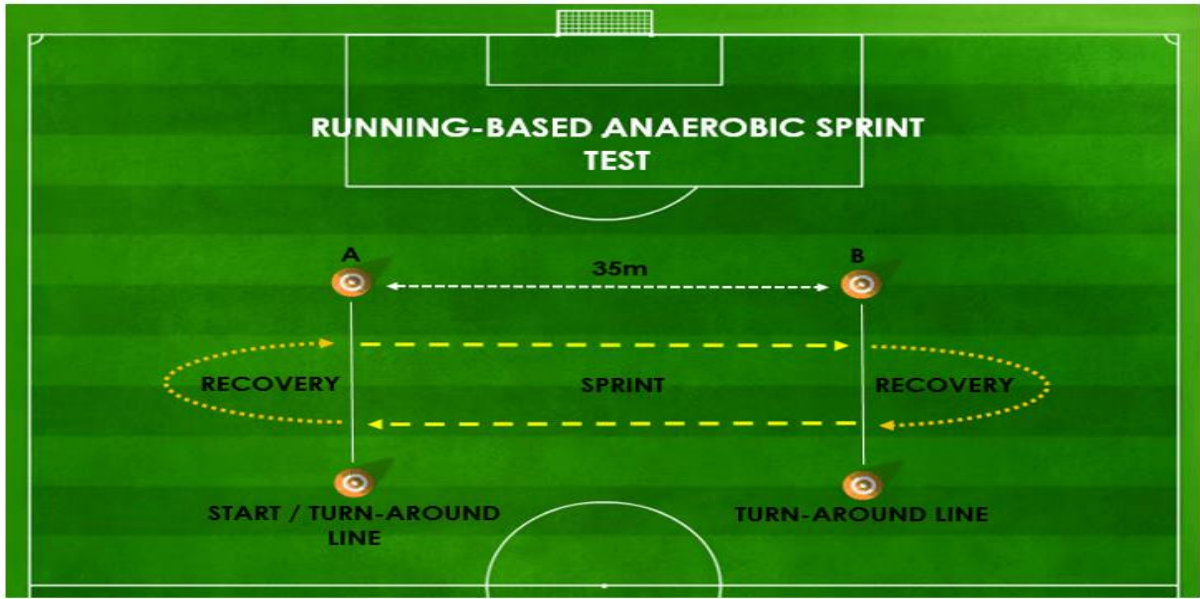 RUNNING-BASED ANAEROBIC SPRINT
TEST
A
B
35m
RECOVERY
SPRINT
RECOVERY
START / TURN-AROUND
LINE
TURN-AROUND LINE